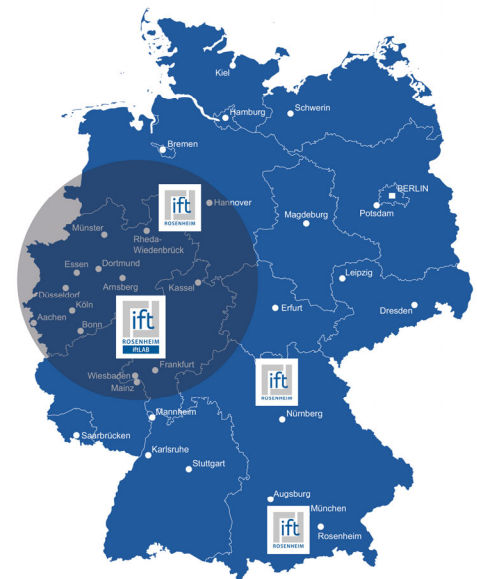 Kiel
Schwerin
Hamburg
Bremen
BERLIN
ift
ROSENHEIM
Hannover
Potsdam
Magdeburg
Münster
Rheda-
Wiedenbrück
Essen
Dortmund
Leipzig
Arnsberg
Kassel
Düsseldorf
Köln
Erfurt
Dresden
Aachen
ift
ROSENHEIM
iftLAB
Bonn
Frankfurt
Wiesbaden
Mainz
ift
ROSENHEIM
Mannheim
Nürnberg
Saarbrücken
Karlsruhe
Stuttgart
Augsburg
München
ift
ROSENHEIM
Rosenheim